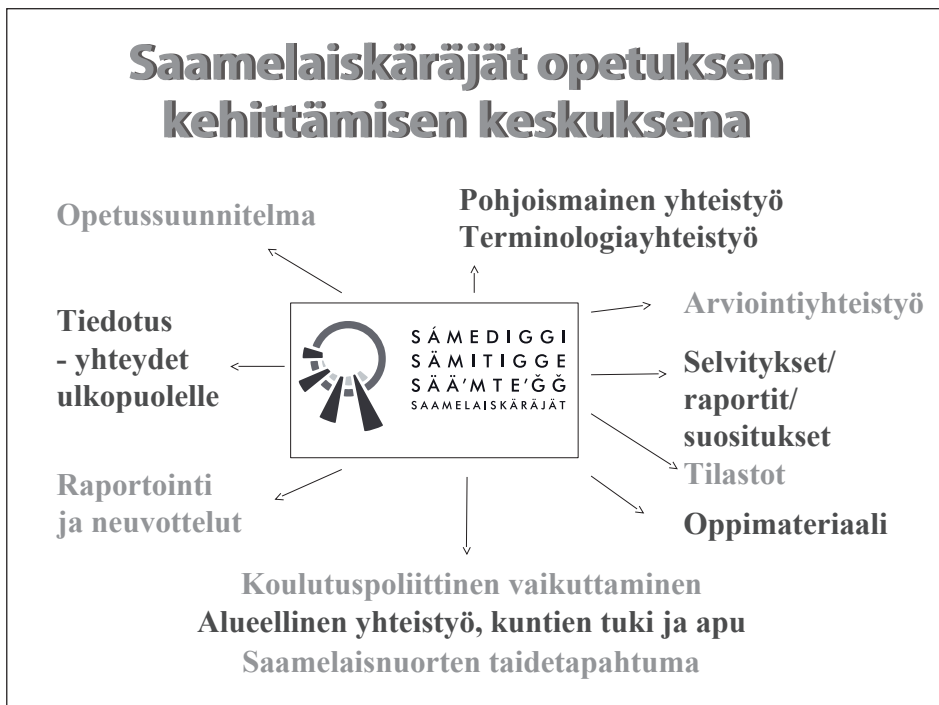 Saamelaiskäräjät opetuksen
kehittämisen keskuksena
Opetussuunnitelma
Pohjoismainen yhteistyö
Terminologiayhteistyö
Arviointiyhteistyö
Tiedotus
- yhteydet
ulkopuolelle
SÁMEDIGGI
SÄMITIGGE
SÄÄ'MTE'ǦǦ
SAAMELAISKÄRÄJÄT
Selvitykset/
raportit/
suositukset
Tilastot
Raportointi
ja neuvottelut
Oppimateriaali
Koulutuspoliittinen vaikuttaminen
Alueellinen yhteistyö, kuntien tuki ja apu
Saamelaisnuorten taidetapahtuma